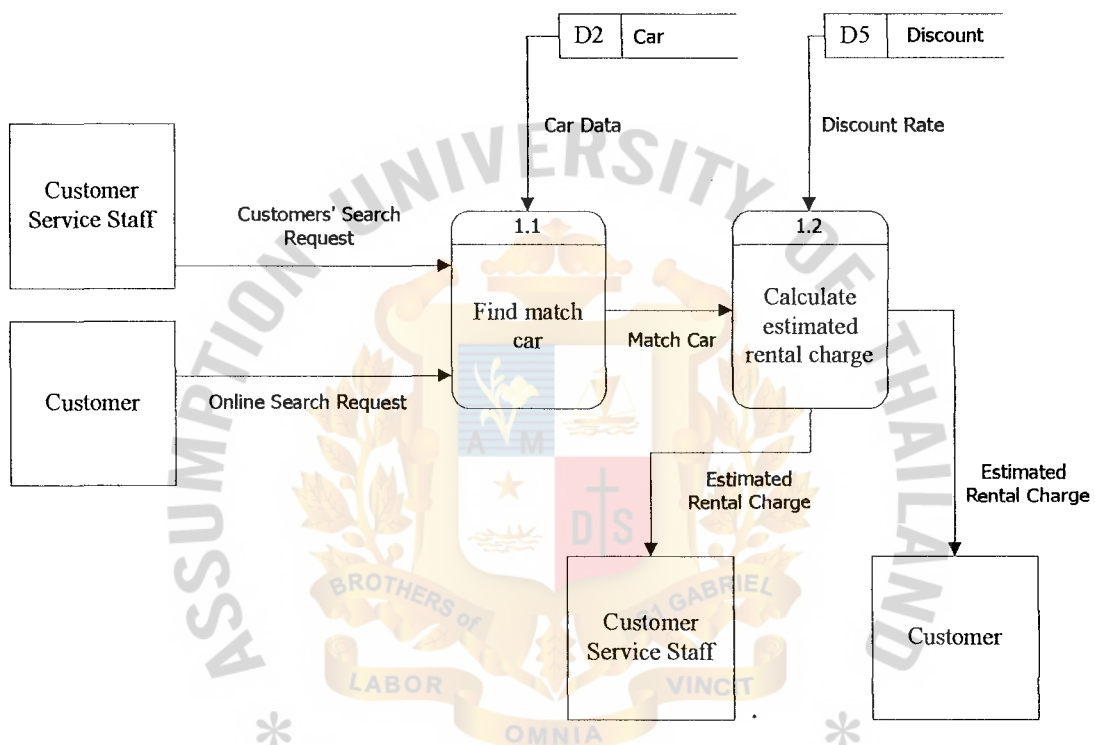 D2 Car
D5 Discount
Car Data
Discount Rate
Customer
Service Staff
Customers' Search
Request
1.1
Find match
car
1.2
Calculate
estimated
rental charge
Match Car
Customer
Online Search Request
Estimated
Rental Charge
Estimated
Rental Charge
Customer
Service Staff
Customer
ASSUMPTION UNIVERSITY OF THAILAND
A M
D S
BROTHERS of
ST GABRIEL
LABOR
OMNIA
VINCIT